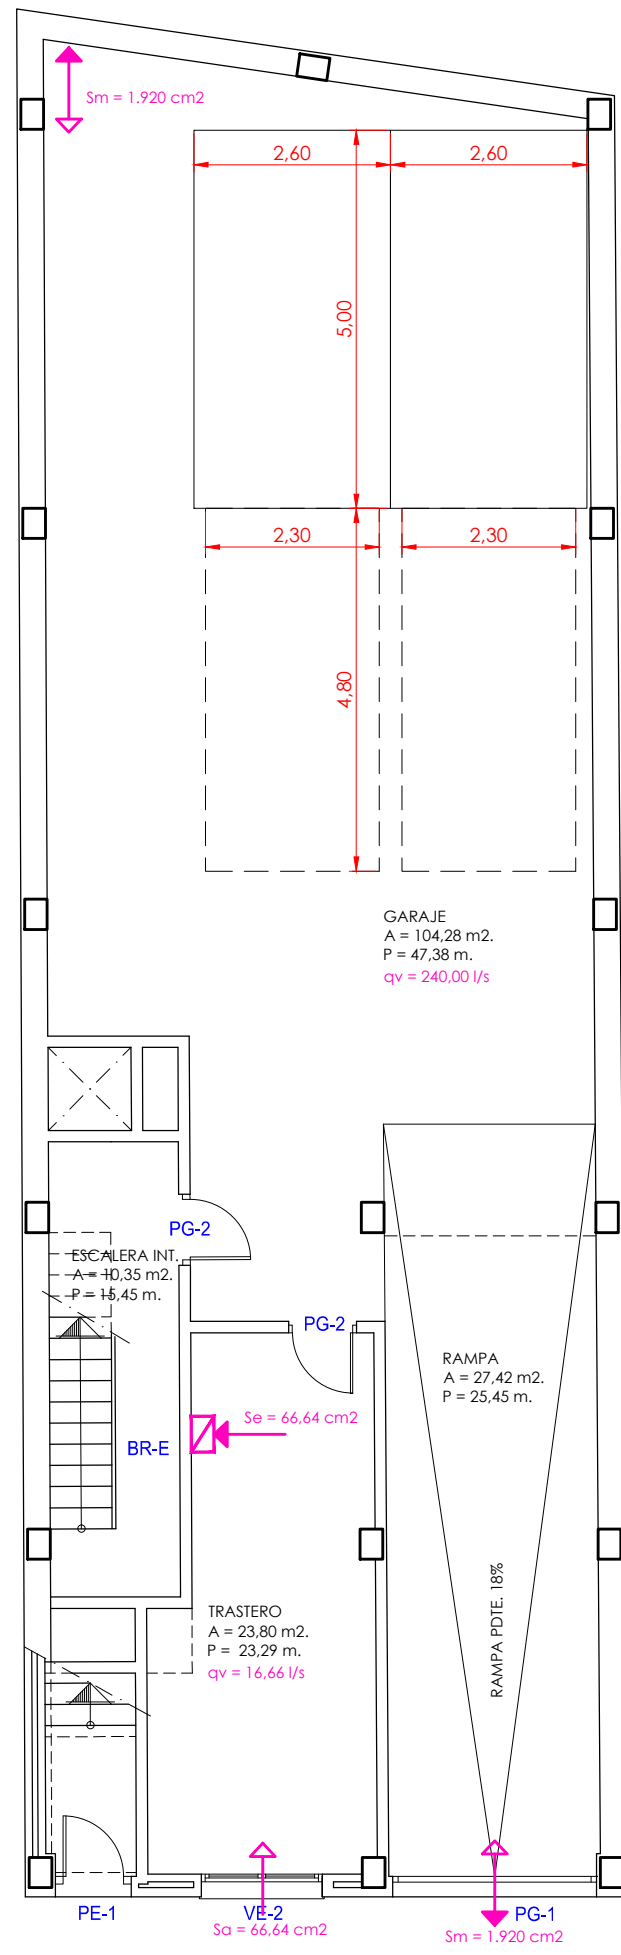 Sm = 1.920 cm2
2,60
2,60
5,00
2,30
2,30
4,80
GARAJE
A = 104,28 m2.
P = 47,38 m.
qv = 240,00 l/s
PG-2
ESCALERA INT.
A = 10,35 m2.
P = 15,45 m.
PG-2
RAMPA
A = 27,42 m2.
P = 25,45 m.
Se = 66,64 cm2
BR-E
RAMPA PDTE. 18%
TRASTERO
A = 23,80 m2.
P = 23,29 m.
qv = 16,66 l/s
PE-1
VE-2
PG-1
Sa = 66,64 cm2
Sm = 1.920 cm2